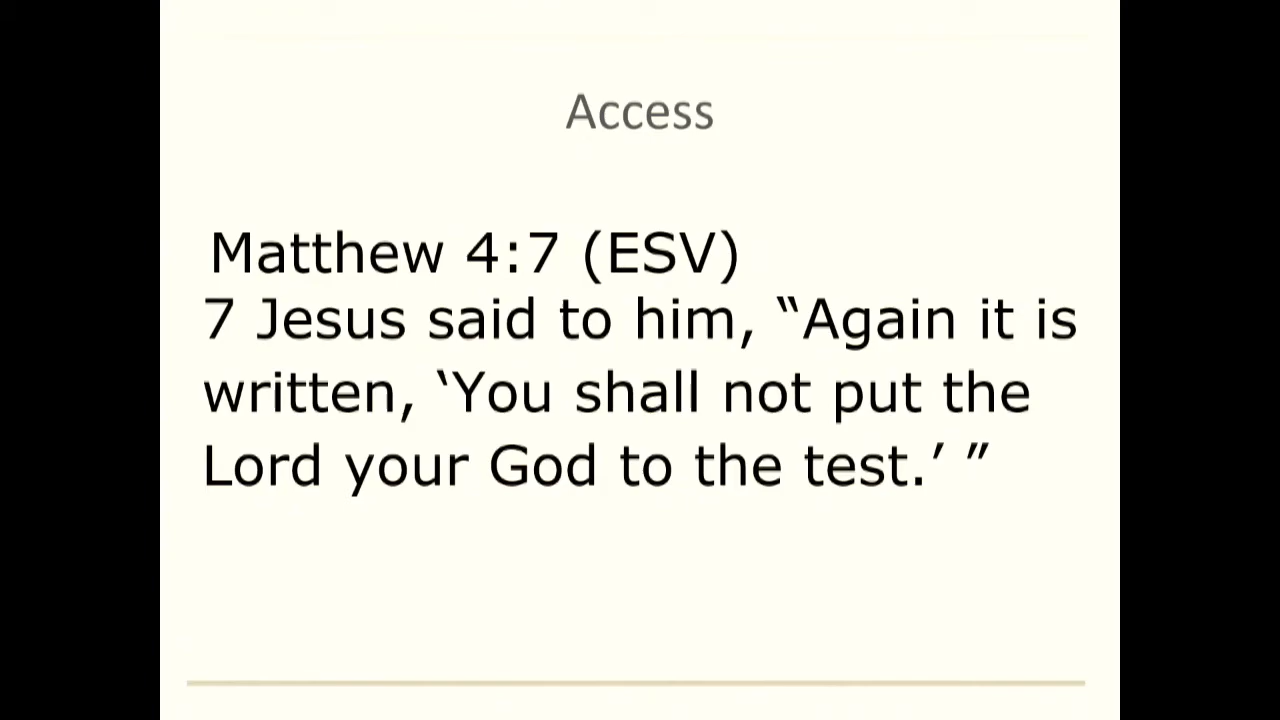 Access
Matthew 4:7 (ESV)
7 Jesus said to him, “Again it is
written, ‘You shall not put the
Lord your God to the test.’ ”